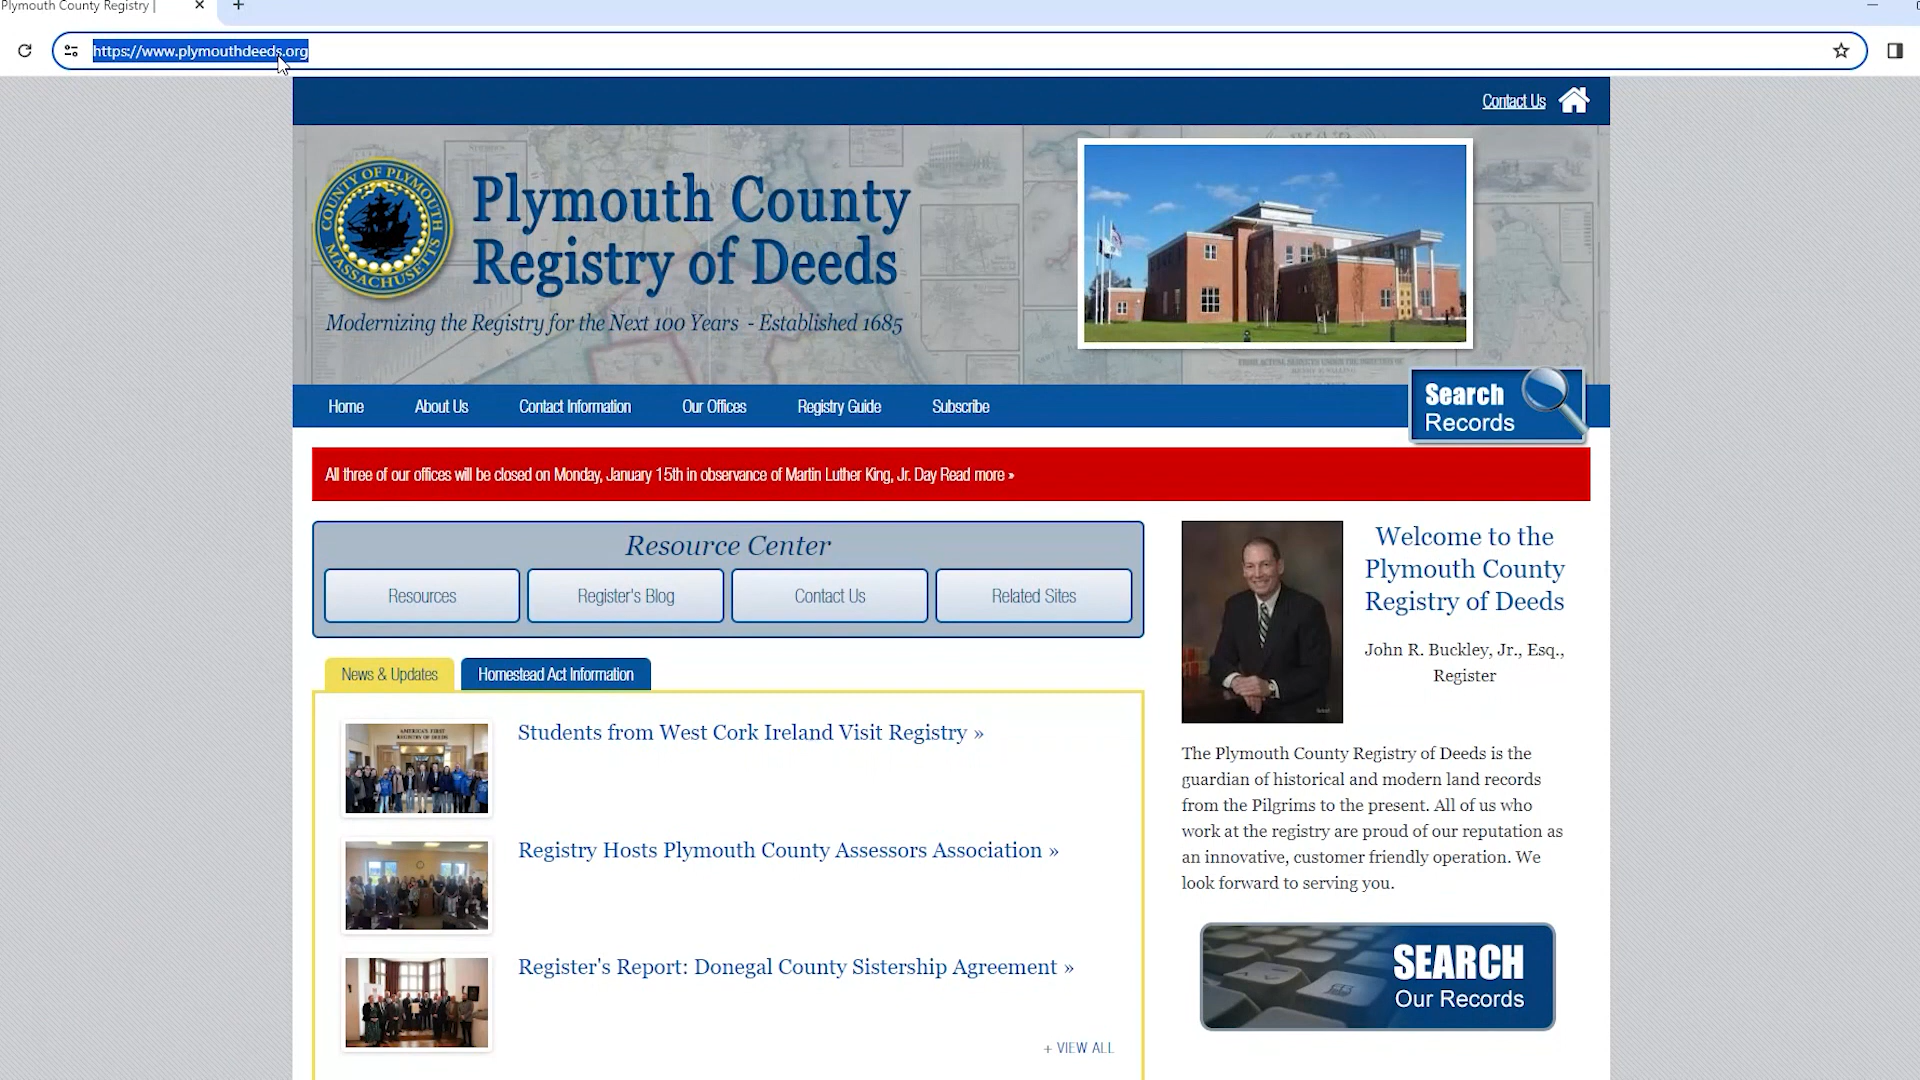 Plymouth County Registry |
https://www.plymouthdeeds.org
Contact Us
COUNTY OF PLYMOUTH
MASSACHUSETTS
Plymouth County
Registry of Deeds
Modernizing the Registry for the Next 100 Years - Established 1685
Home
About Us
Contact Information
Our Offices
Registry Guide
Subscribe
Search
Records
All three of our offices will be closed on Monday, January 15th in observance of Martin Luther King, Jr. Day Read more »
Resource Center
Resources
Register's Blog
Contact Us
Related Sites
News & Updates
Homestead Act Information
AMERICA'S FIRST
REGISTRY OF DEEDS
Students from West Cork Ireland Visit Registry »
Registry Hosts Plymouth County Assessors Association »
Register's Report: Donegal County Sistership Agreement »
+ VIEW ALL
Welcome to the
Plymouth County
Registry of Deeds
John R. Buckley, Jr., Esq.,
Register
The Plymouth County Registry of Deeds is the
guardian of historical and modern land records
from the Pilgrims to the present. All of us who
work at the registry are proud of our reputation as
an innovative, customer friendly operation. We
look forward to serving you.
SEARCH
Our Records